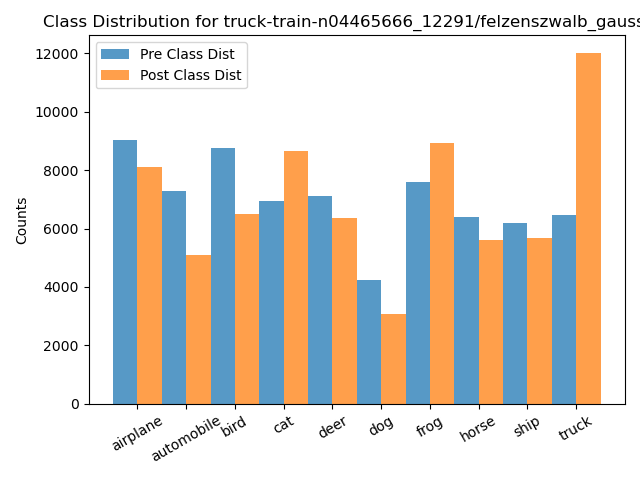 Class Distribution for truck-train-n04465666_12291/felzenszwalb_gauss
Pre Class Dist
Post Class Dist
12000
10000
8000
6000
4000
2000
0
Counts
airplane
automobile
bird
cat
deer
dog
frog
horse
ship
truck